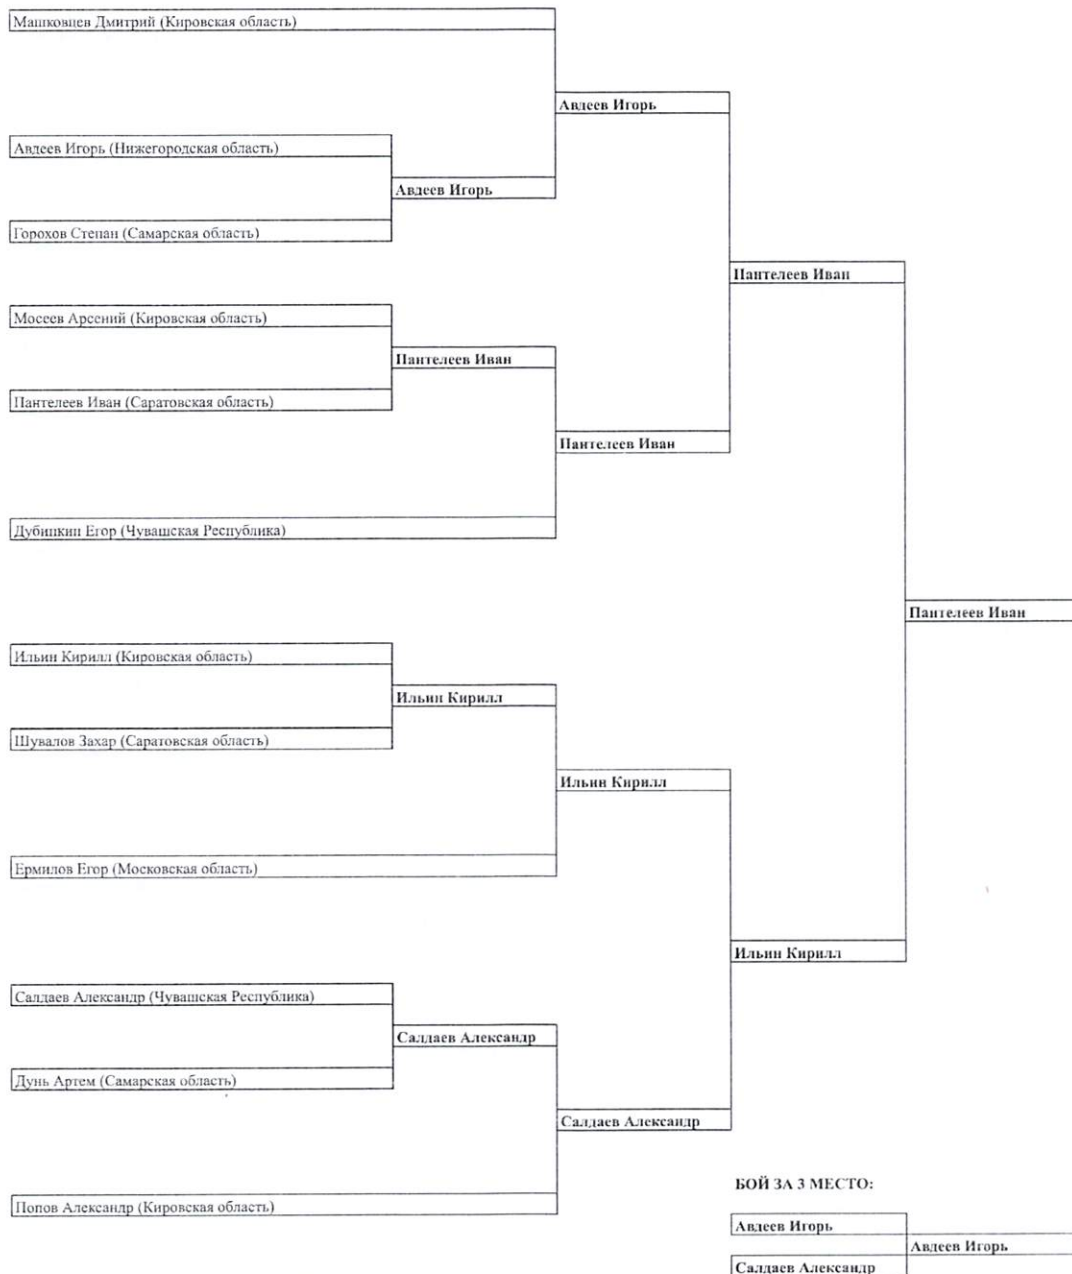 Машковцев Дмитрий (Кировская область)
Авдеев Игорь
Авдеев Игорь (Нижегородская область)
Авдеев Игорь
Горохов Степан (Самарская область)
Пантелеев Иван
Мосеев Арсений (Кировская область)
Пантелеев Иван
Пантелеев Иван (Саратовская область)
Пантелеев Иван
Дубинкин Егор (Чувашская Республика)
Пантелеев Иван
Ильин Кирилл (Кировская область)
Ильин Кирилл
Шувалов Захар (Саратовская область)
Ильин Кирилл
Ермилов Егор (Московская область)
Ильин Кирилл
Салдаев Александр (Чувашская Республика)
Салдаев Александр
Дунь Артем (Самарская область)
Салдаев Александр
Попов Александр (Кировская область)
БОЙ ЗА 3 МЕСТО:
Авдеев Игорь
Авдеев Игорь
Салдаев Александр